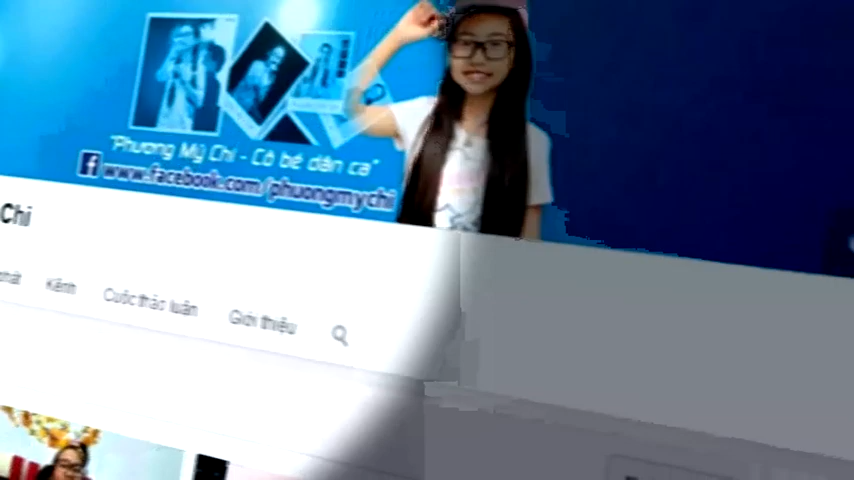 "Phương Mỹ Chi - Cô bé dân ca"
f www.facebook.com/phuongmychi
Chi
Kênh Cuộc thảo luận Giới thiệu